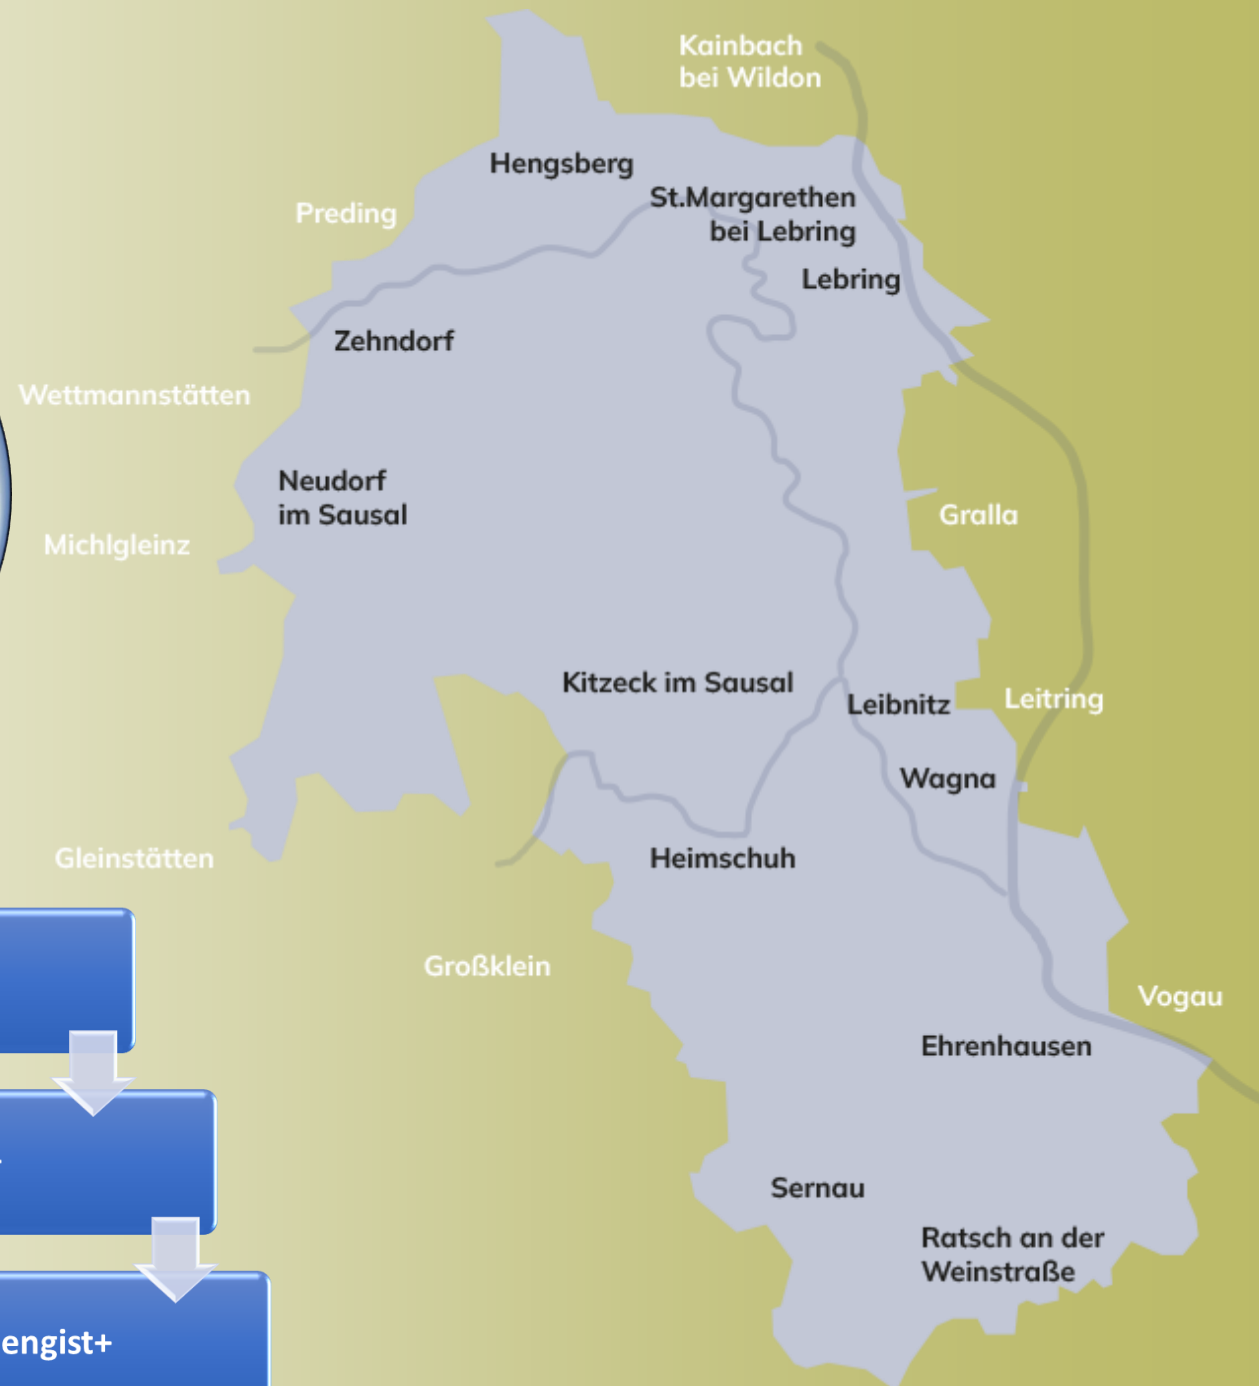 Kainbach
bei Wildon
Hengsberg
St.Margarethen
bei Lebring
Preding
Lebring
Zehndorf
Wettmannstätten
Neudorf
im Sausal
Gralla
Michlgleinz
Kitzeck im Sausal
Leibnitz
Leitring
Wagna
Heimschuh
Gleinstätten
Großklein
Vogau
Ehrenhausen
Sernau
Ratsch an der
Weinstraße
engist+